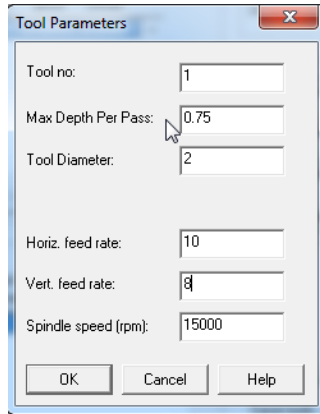 Tool Parameters
Tool no: 1
Max Depth Per Pass: 0.75
Tool Diameter: 2
Horiz. feed rate: 10
Vert. feed rate: 8
Spindle speed (rpm): 15000
OK Cancel Help